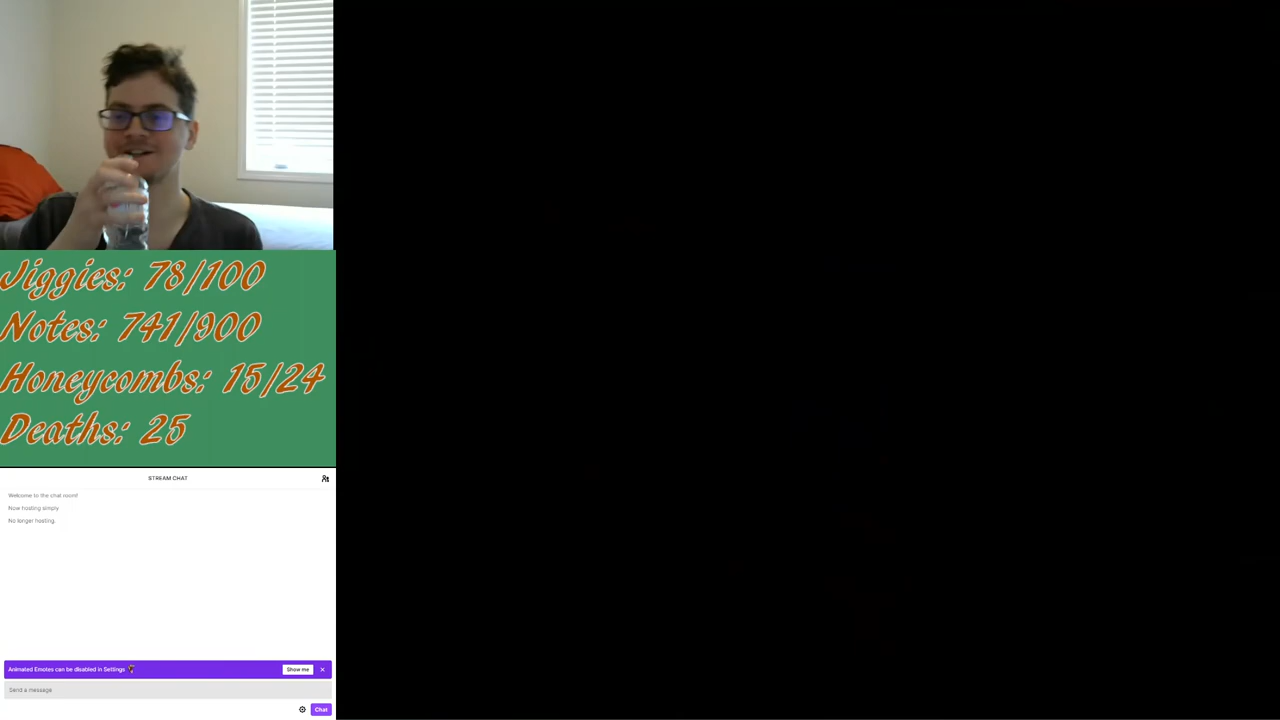 Jiggies: 78/100
Notes: 741/900
Honeycombs: 15/24
Deaths: 25
STREAM CHAT
Welcome to the chat room!
Now hosting simply
No longer hosting.
Animated Emotes can be disabled in Settings
Show me
Send a message
Chat